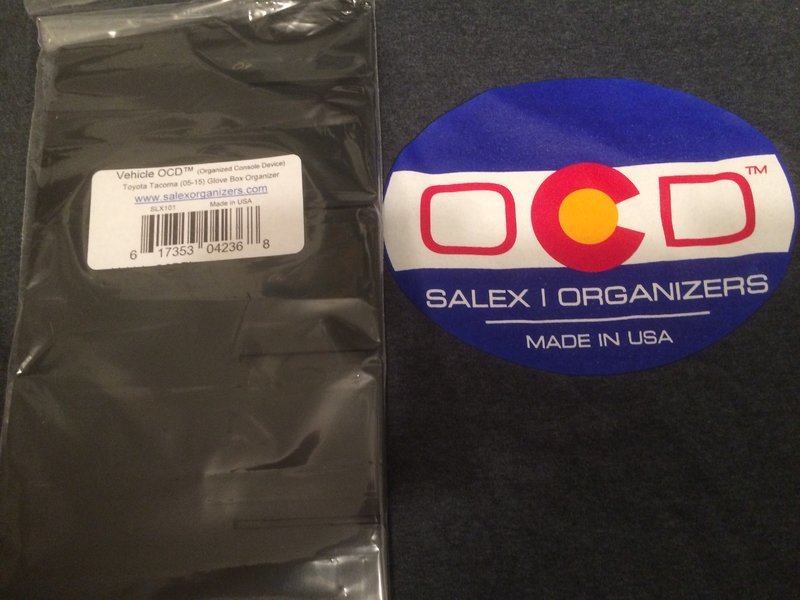 Vehicle OCD™ (Organized Console Device)
Toyota Tacoma (05-15) Glove Box Organizer
www.salexorganizers.com
SLX101 Made in USA
6 17353 04236 8
OCD™
SALEX | ORGANIZERS
MADE IN USA